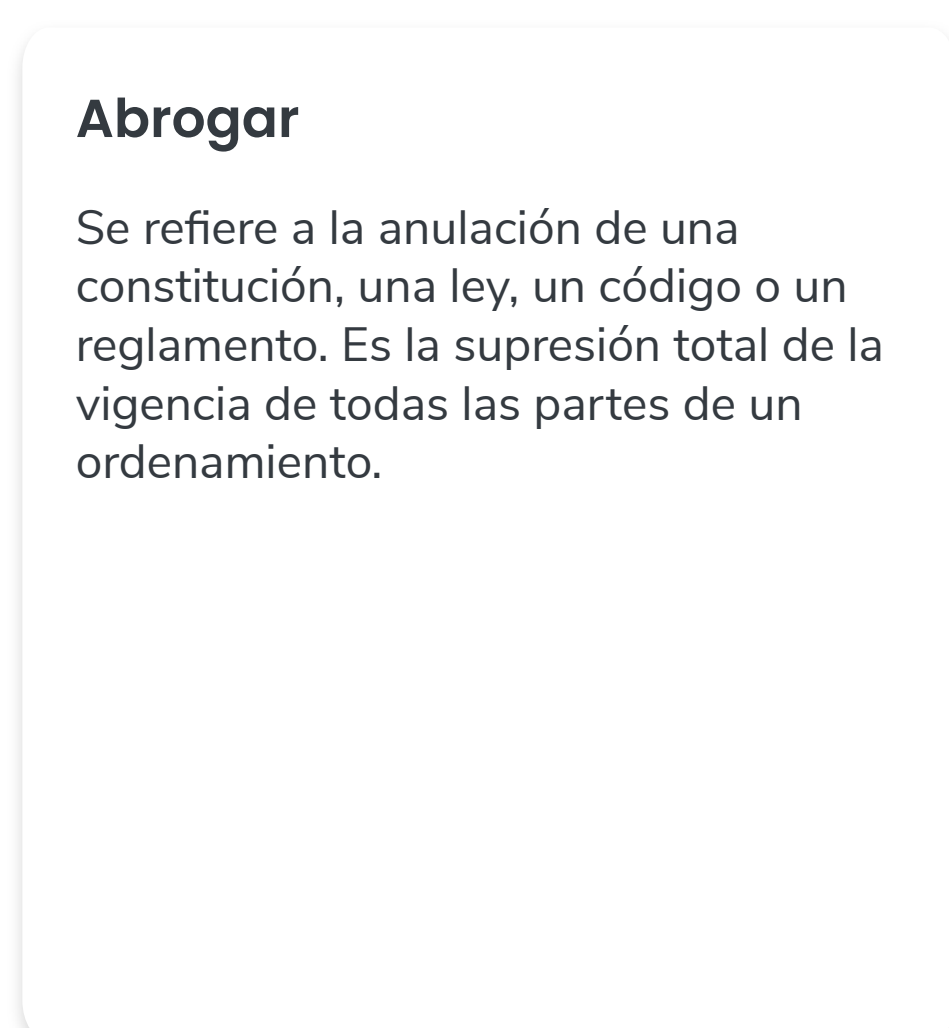 Abrogar
Se refiere a la anulación de una
constitución, una ley, un código o un
reglamento. Es la supresión total de la
vigencia de todas las partes de un
ordenamiento.